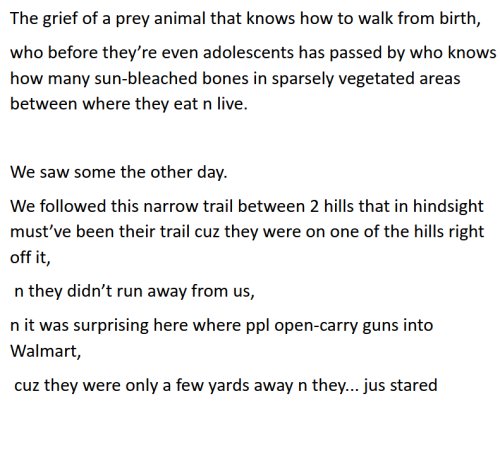 The grief of a prey animal that knows how to walk from birth,
who before they’re even adolescents has passed by who knows
how many sun-bleached bones in sparsely vegetated areas
between where they eat n live.
We saw some the other day.
We followed this narrow trail between 2 hills that in hindsight
must’ve been their trail cuz they were on one of the hills right
off it,
n they didn’t run away from us,
n it was surprising here where ppl open-carry guns into
Walmart,
cuz they were only a few yards away n they... jus stared